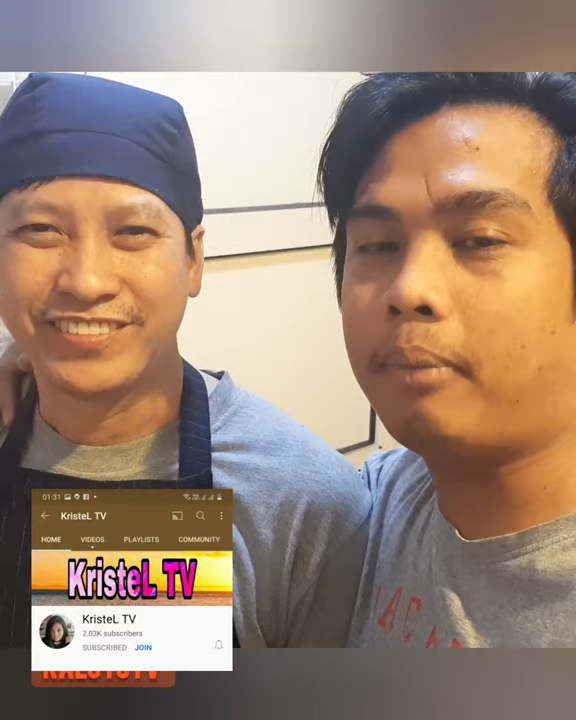 01:31
KristeL TV
HOME VIDEOS PLAYLISTS COMMUNITY
KristeL TV
KristeL TV
2.03K subscribers
SUBSCRIBED JOIN